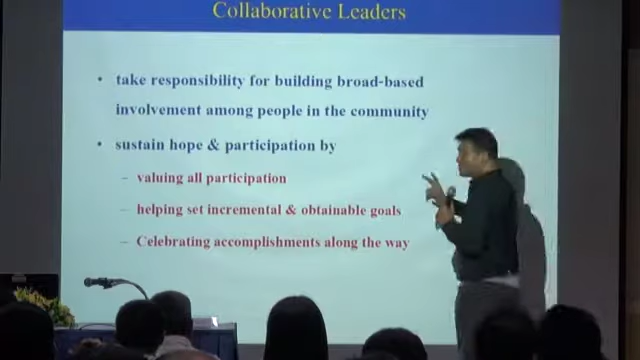 Collaborative Leaders
• take responsibility for building broad-based
involvement among people in the community
• sustain hope & participation by
– valuing all participation
– helping set incremental & obtainable goals
– Celebrating accomplishments along the way